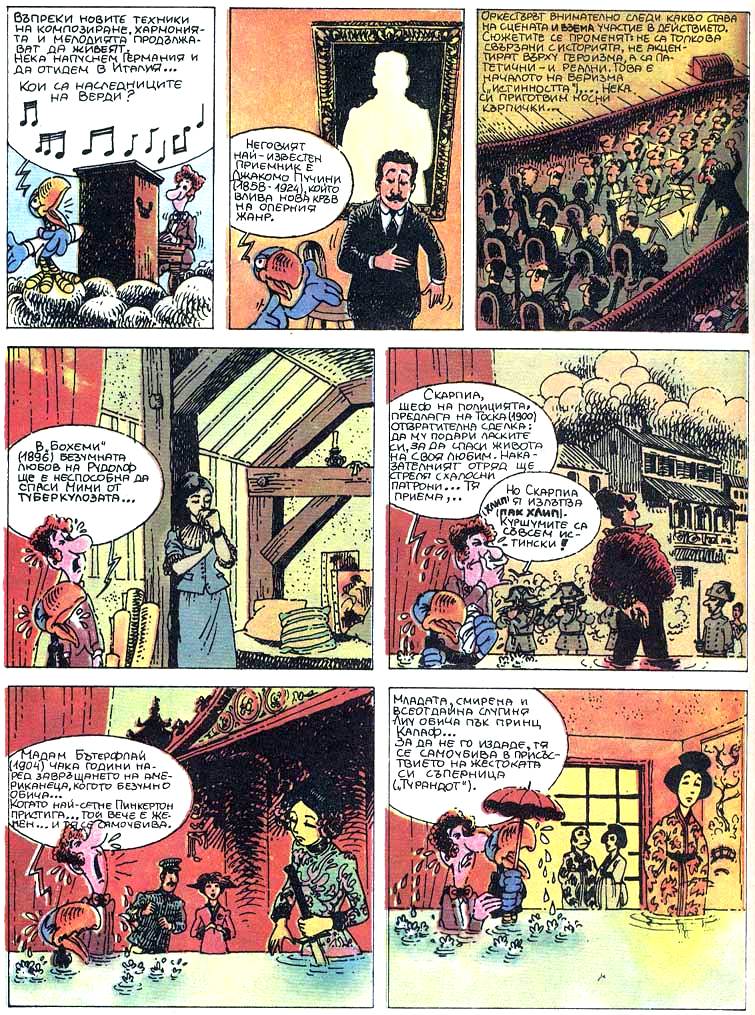 Въпреки новите техники
на композиране, хармония-
та и мелодията продължа-
ват да живеят.
Нека напуснем Германия и
да отидем в Италия...
Кои са наследниците
на Верди?
Неговият
най-известен
приемник е
Джакомо Пучини
(1858-1924), който
влива нова кръв
на оперния
жанр.
Оркестърът внимателно следи какво става
на сцената и взема участие в действието.
Сюжетите се променят: не са толкова
свързани с историята, не акцен-
тират върху героизма, а са па-
тетични - и реални. Това е
началото на веризма
(„истинността")... Нека
си приготвим носни
кърпички...
В „Бохеми"
(1896) безумната
любов на Рудолф
ще е неспособна да
спаси Мими от
туберкулозата...
Скарпиа,
шеф на полицията,
предлага на Тоска (1900)
отвратителна сделка:
да му подари ласките
си, за да спаси живота
на своя любим. Нака-
зателният отряд ще
стреля с халосни
патрони... Тя
приема...
Но Скарпиа
(хлип!) я излъгва
(пак хлип!).
Куршумите са
съвсем ис-
тински!
Мадам Бътерфлай
(1904) чака години на-
ред завръщането на аме-
риканеца, когото безумно
обича...
Когато най-сетне Пинкертон
пристига... той вече е же-
нен... и тя се самоубива.
Младата, смирена и
всеотдайна слугиня
Лиу обича пък принц
Калаф...
За да не го издаде, тя
се самоубива в присъс-
твието на жестоката
си съперница
(„Турандот").